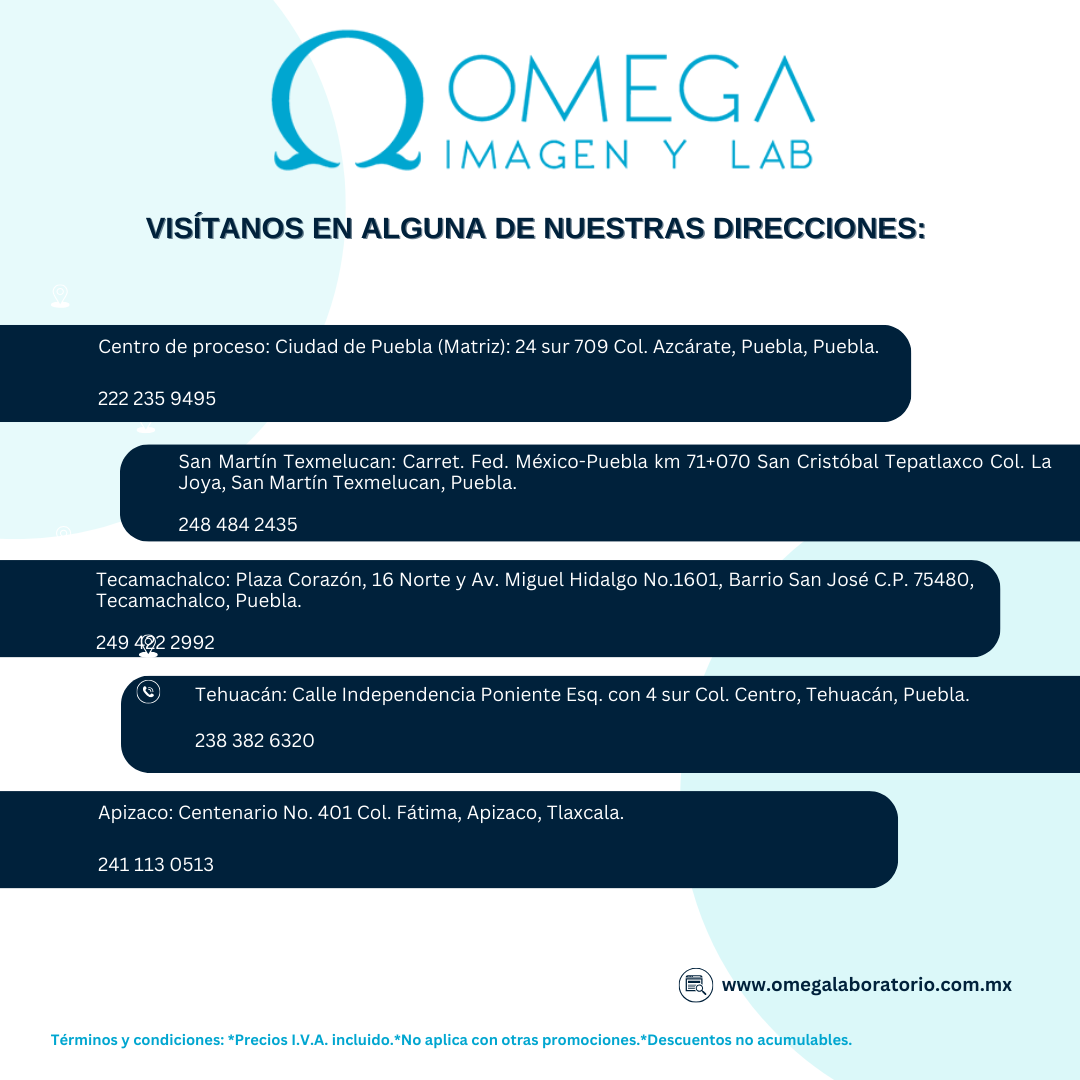 Ω OMEGA
IMAGEN Y LAB
VISÍTANOS EN ALGUNA DE NUESTRAS DIRECCIONES:
Centro de proceso: Ciudad de Puebla (Matriz): 24 sur 709 Col. Azcárate, Puebla, Puebla.
222 235 9495
San Martín Texmelucan: Carret. Fed. México-Puebla km 71+070 San Cristóbal Tepatlaxco Col. La
Joya, San Martín Texmelucan, Puebla.
248 484 2435
Tecamachalco: Plaza Corazón, 16 Norte y Av. Miguel Hidalgo No.1601, Barrio San José C.P. 75480,
Tecamachalco, Puebla.
249 422 2992
Tehuacán: Calle Independencia Poniente Esq. con 4 sur Col. Centro, Tehuacán, Puebla.
238 382 6320
Apizaco: Centenario No. 401 Col. Fátima, Apizaco, Tlaxcala.
241 113 0513
www.omegalaboratorio.com.mx
Términos y condiciones: *Precios I.V.A. incluido.*No aplica con otras promociones.*Descuentos no acumulables.